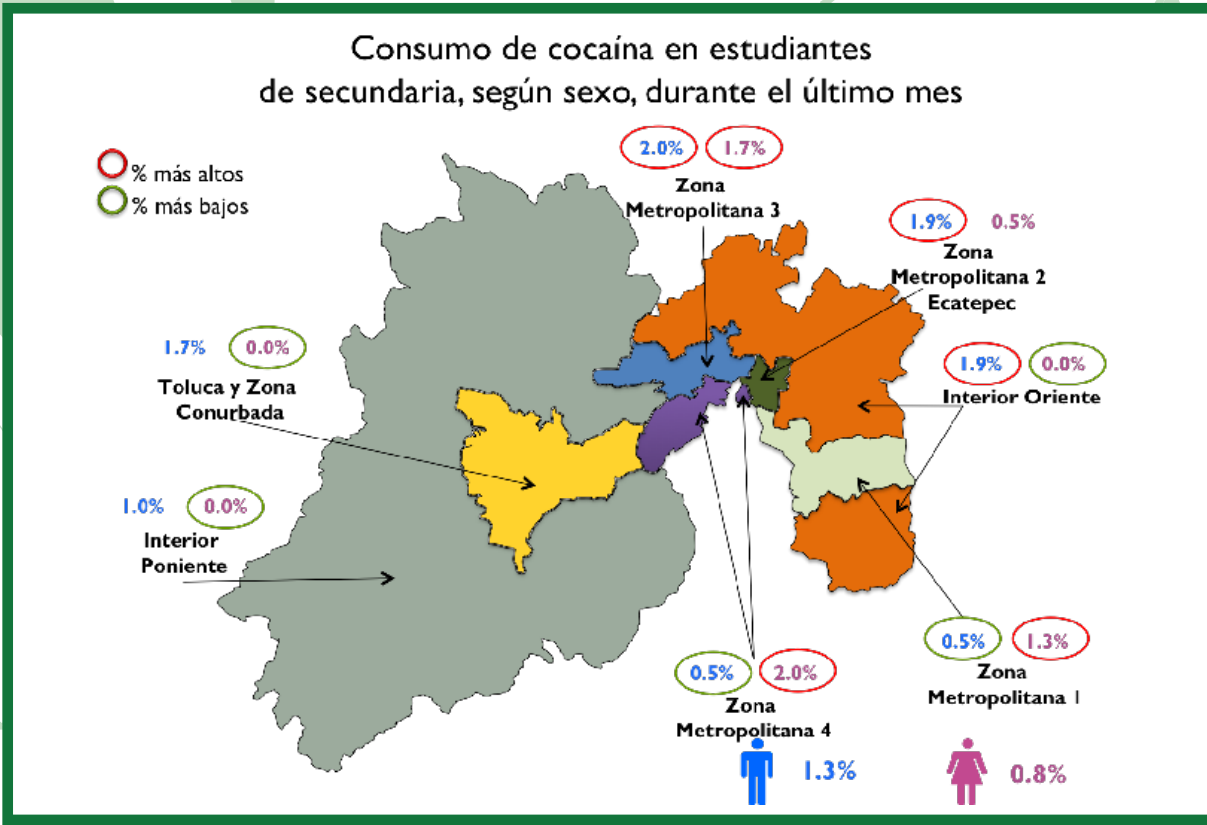 Consumo de cocaína en estudiantes
de secundaria, según sexo, durante el último mes
% más altos
% más bajos
2.0% 1.7%
Zona
Metropolitana 3
1.9% 0.5%
Zona
Metropolitana 2
Ecatepec
1.7% 0.0%
Toluca y Zona
Conurbada
1.9% 0.0%
Interior Oriente
1.0% 0.0%
Interior
Poniente
0.5% 1.3%
Zona
Metropolitana 1
0.5% 2.0%
Zona
Metropolitana 4
1.3% 0.8%